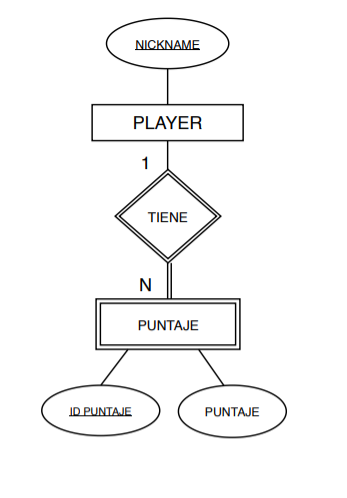 NICKNAME
PLAYER
1
TIENE
N
PUNTAJE
ID PUNTAJE
PUNTAJE